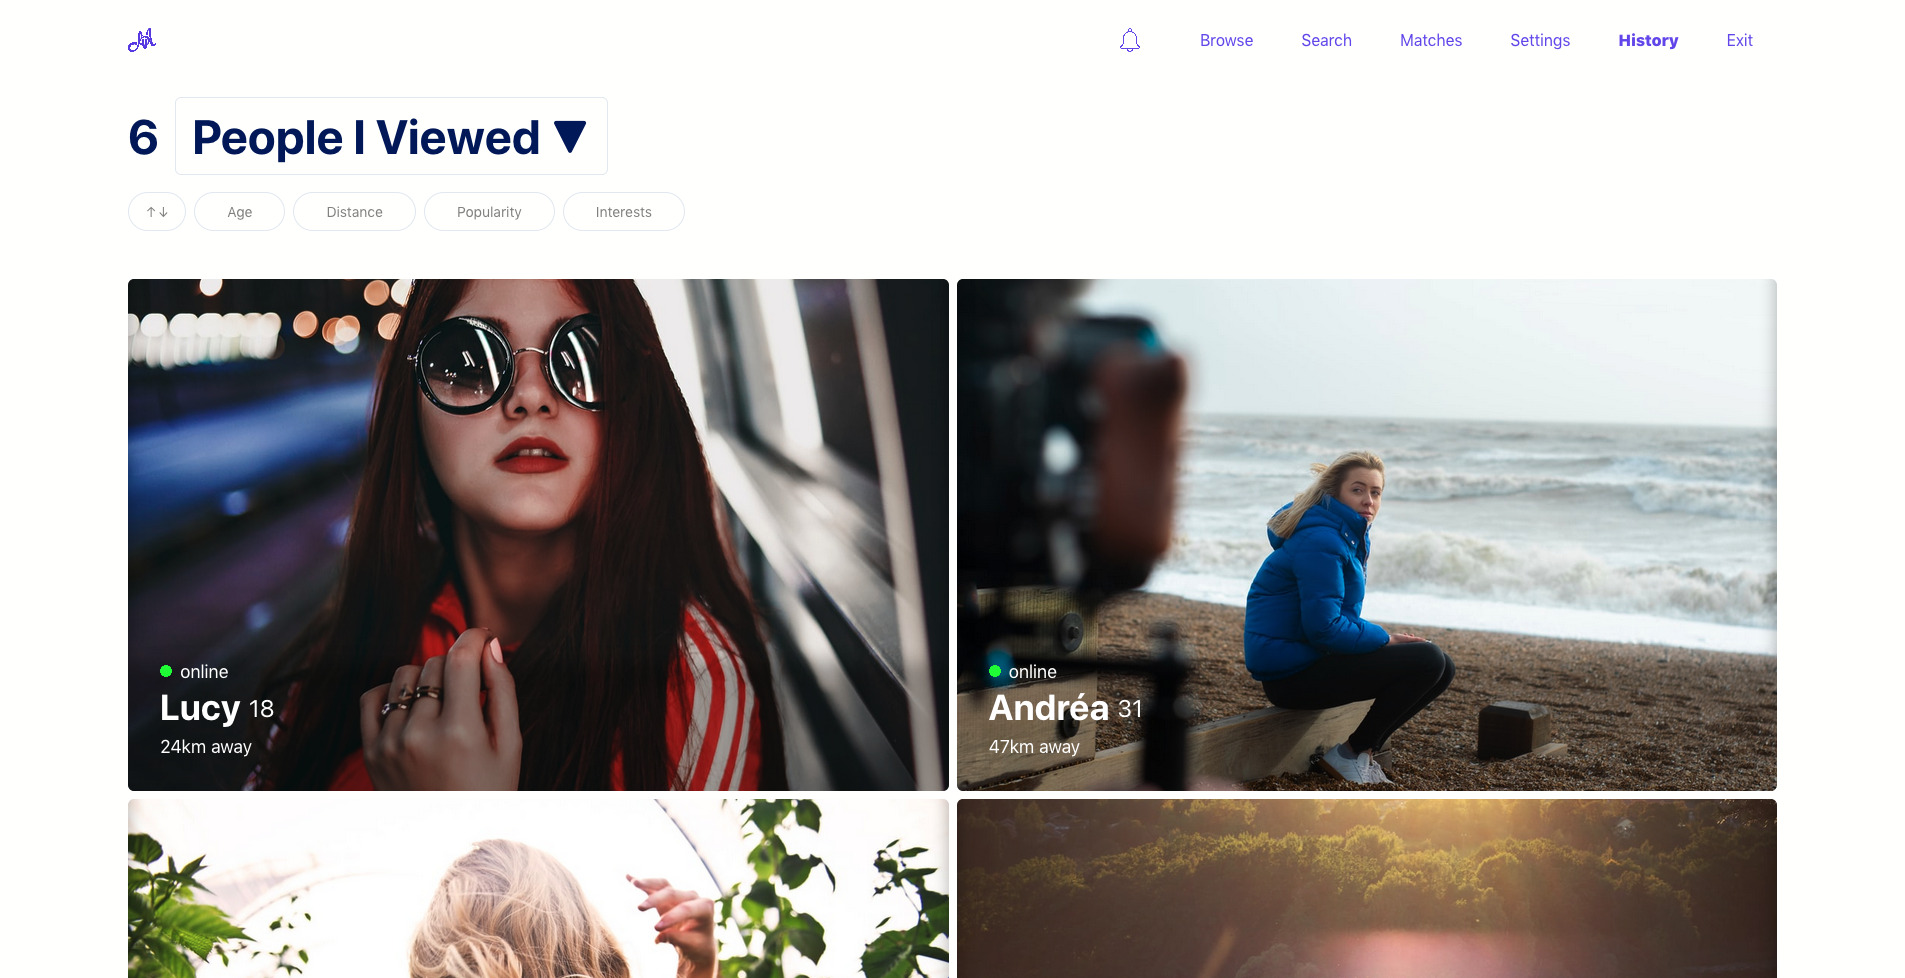 Browse Search Matches Settings History Exit
6 People I Viewed ▼
↑↓ Age Distance Popularity Interests
online
Lucy 18
24km away
online
Andréa 31
47km away